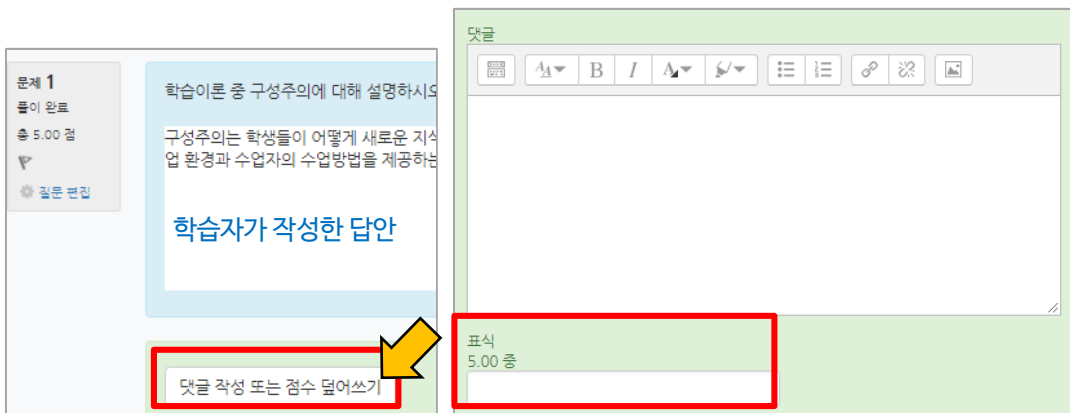 문제 1
풀이 완료
총 5.00 점
질문 편집
학습이론 중 구성주의에 대해 설명하시오
구성주의는 학생들이 어떻게 새로운 지식
업 환경과 수업자의 수업방법을 제공하는
학습자가 작성한 답안
댓글 작성 또는 점수 덮어쓰기
댓글
B I
표식
5.00 중